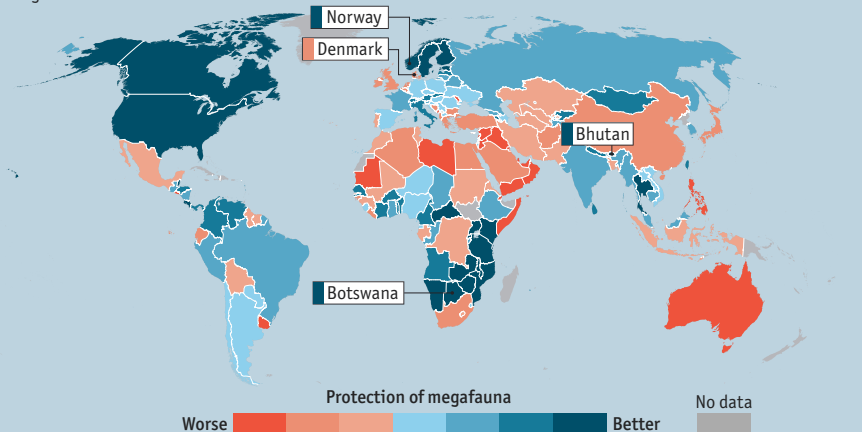 Norway
Denmark
Bhutan
Botswana
Protection of megafauna
No data
Worse
Better